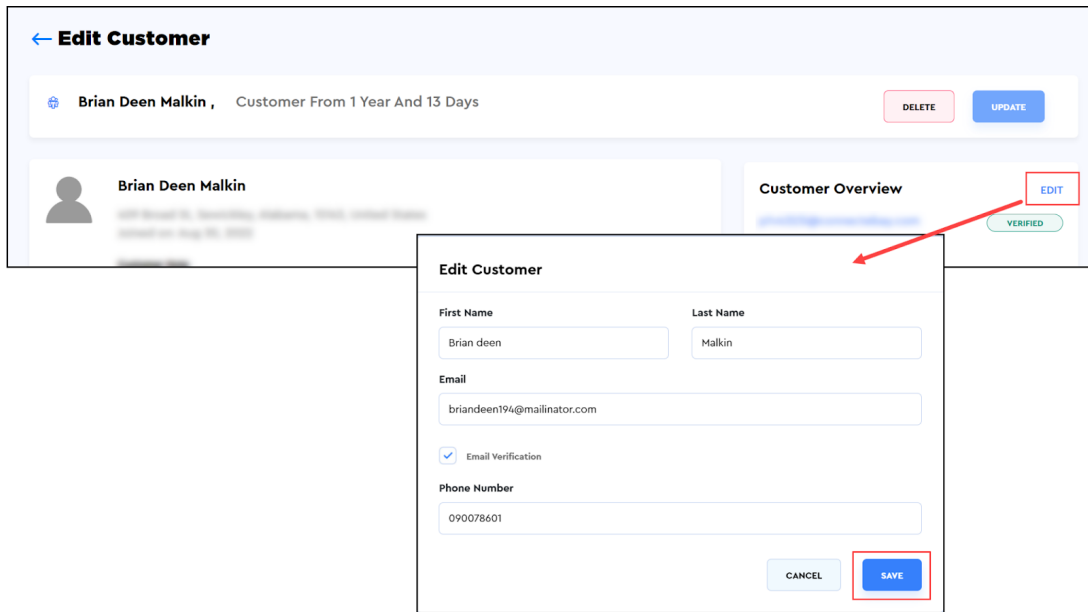 Edit Customer
Brian Deen Malkin , Customer From 1 Year And 13 Days
DELETE
UPDATE
Brian Deen Malkin
Customer Overview
EDIT
VERIFIED
Edit Customer
First Name
Last Name
Brian deen
Malkin
Email
briandeen194@mailinator.com
Email Verification
Phone Number
090078601
CANCEL
SAVE